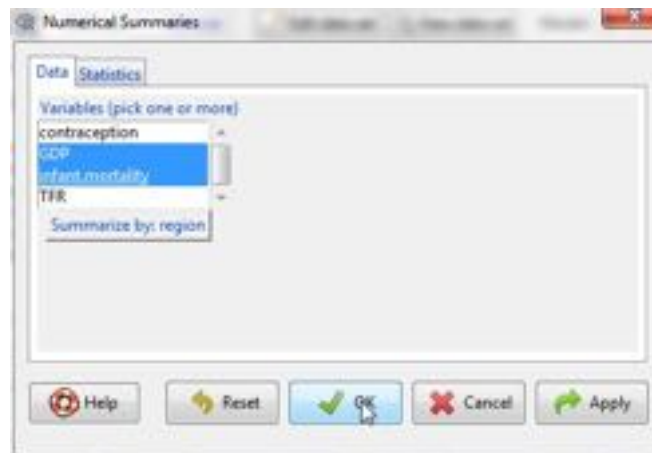 Numerical Summaries
Data Statistics
Variables (pick one or more)
contraception
GDP
infant.mortality
TFR
Summarize by: region
Help Reset OK Cancel Apply